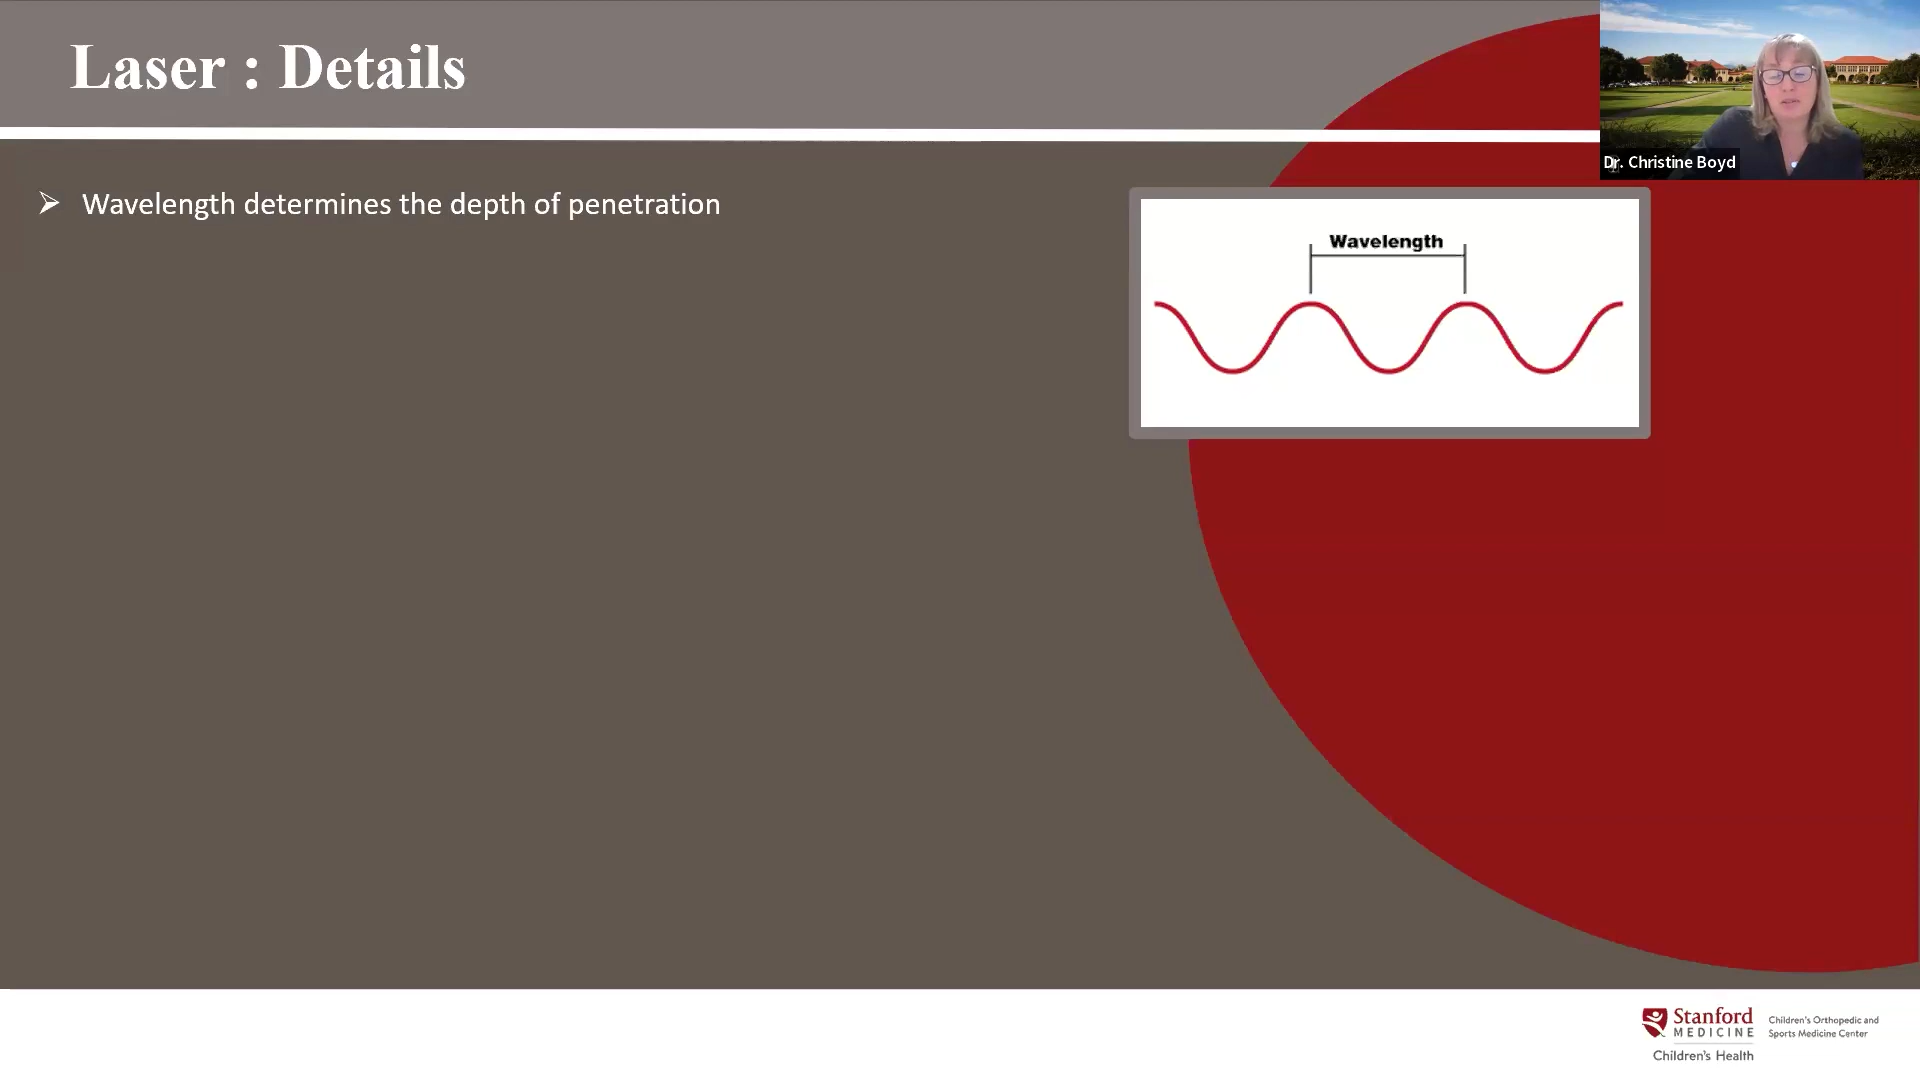 Laser : Details
Dr. Christine Boyd
Wavelength determines the depth of penetration
Wavelength
Stanford
MEDICINE
Children's Health
Children's Orthopedic and
Sports Medicine Center